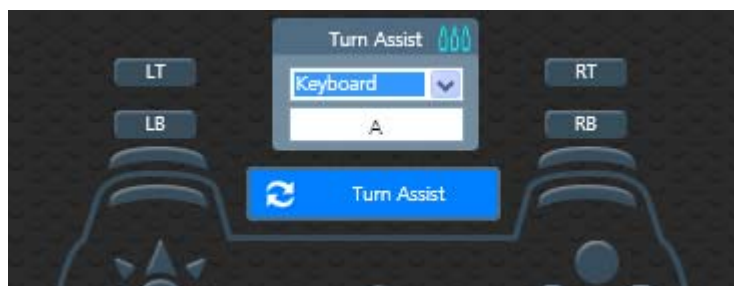 Turn Assist
LT
Keyboard
RT
LB
A
RB
Turn Assist